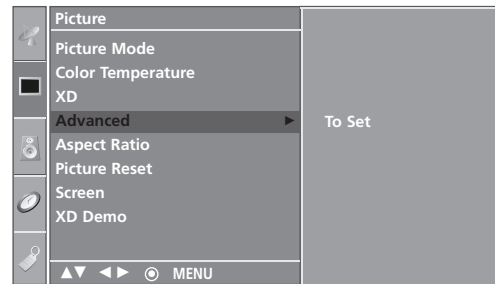 Picture
Picture Mode
Color Temperature
XD
Advanced ► To Set
Aspect Ratio
Picture Reset
Screen
XD Demo
▲▼ ◄► ◉ MENU